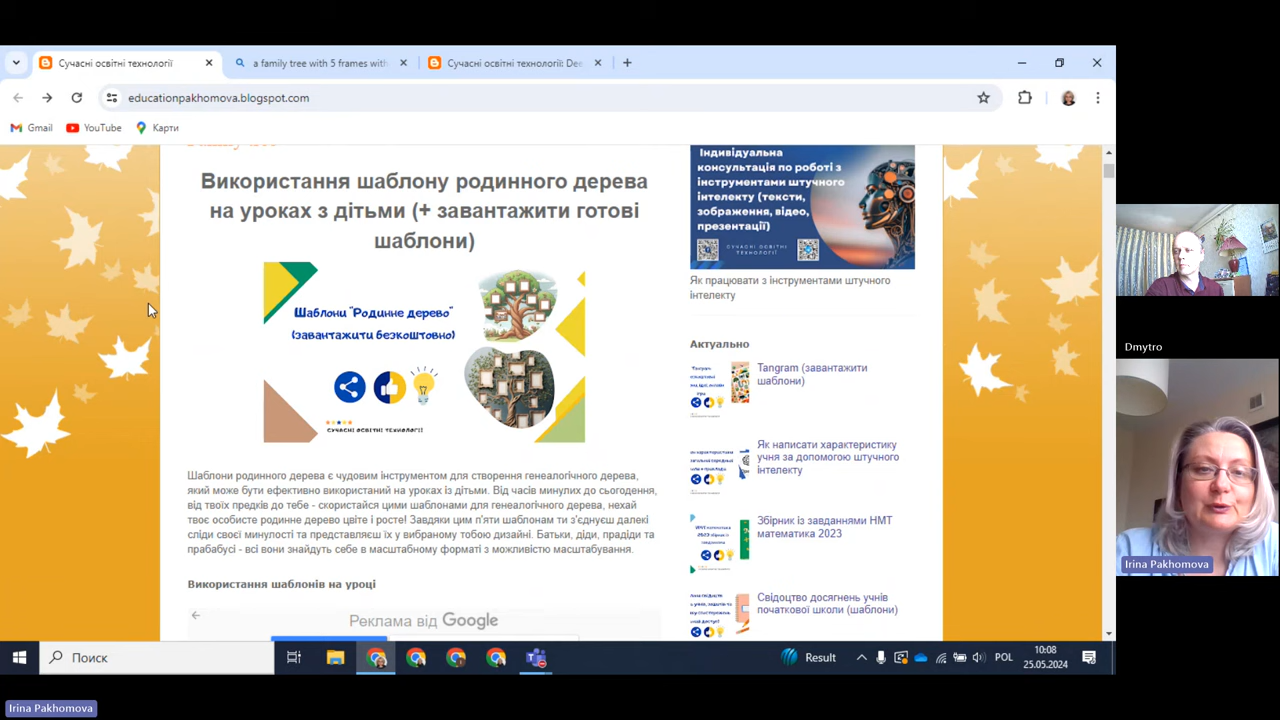 Сучасні освітні технології
a family tree with 5 frames with
Сучасні освітні технології: Dee
educationpakhomova.blogspot.com
Gmail
YouTube
Карти
Використання шаблону родинного дерева
на уроках з дітьми (+ завантажити готові
шаблони)
Шаблони "Родинне дерево"
(завантажити безкоштовно)
СУЧАСНІ ОСВІТНІ ТЕХНОЛОГІЇ
Шаблони родинного дерева є чудовим інструментом для створення генеалогічного дерева,
який може бути ефективно використаний на уроках із дітьми. Від часів минулих до сьогодення,
від твоїх предків до тебе - скористайся цими шаблонами для генеалогічного дерева, нехай
твоє особисте родинне дерево цвіте і росте! Завдяки цим п'яти шаблонам ти з'єднуєш далекі
сліди своєї минулості та представляєш їх у вибраному тобою дизайні. Батьки, діди, прадіди та
прабабусі - всі вони знайдуть себе в масштабному форматі з можливістю масштабування.
Використання шаблонів на уроці
Реклама від Google
Індивідуальна
консультація по роботі з
інструментами штучного
інтелекту (тексти,
зображення, відео,
презентації)
СУЧАСНІ ОСВІТНІ
ТЕХНОЛОГІЇ
Як працювати з інструментами штучного
інтелекту
Актуально
Tangram (завантажити
шаблони)
Як написати характеристику
учня за допомогою штучного
інтелекту
Збірник із завданнями НМТ
математика 2023
Свідоцтво досягнень учнів
початкової школи (шаблони)
Dmytro
Irina Pakhomova
Поиск
Result
POL
10:08
25.05.2024
Irina Pakhomova